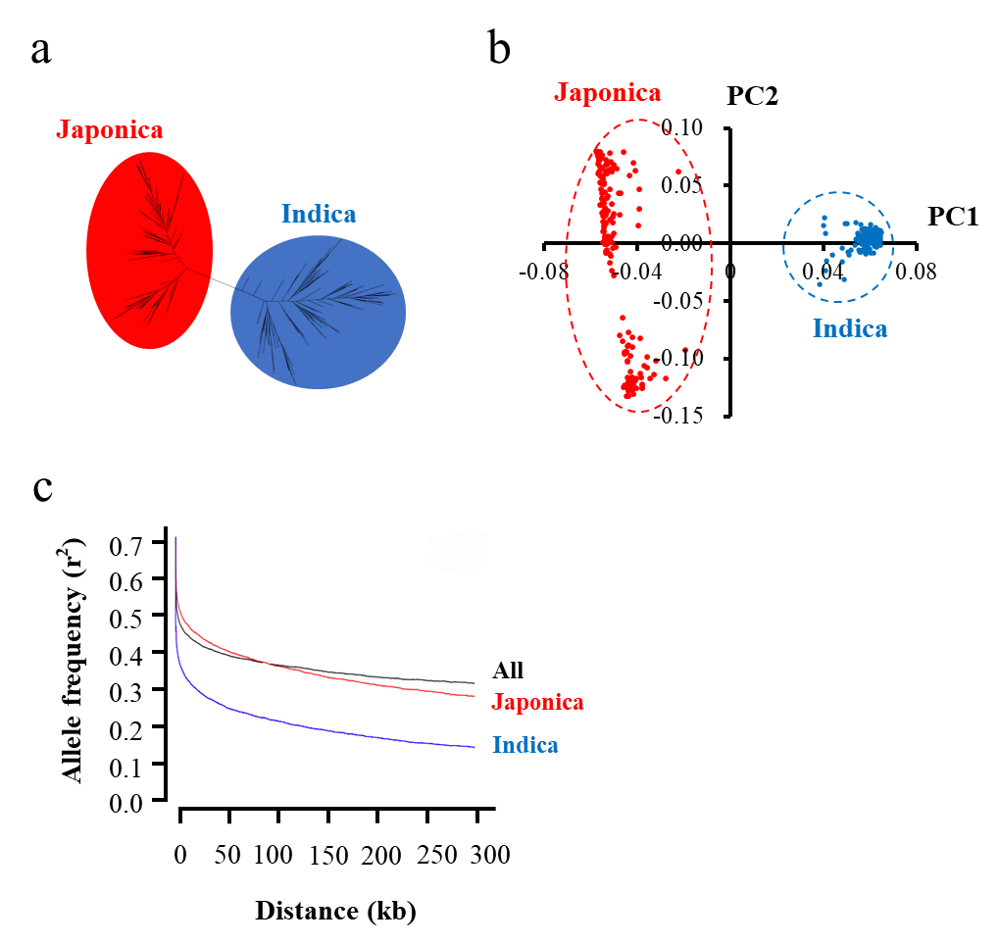 a
Japonica
Indica
b
Japonica
PC2
PC1
0.10
0.05
0.00
-0.05
-0.10
-0.15
-0.08
-0.04
0
0.04
0.08
Indica
c
Allele frequency (r²)
0.7
0.6
0.5
0.4
0.3
0.2
0.1
0.0
All
Japonica
Indica
0 50 100 150 200 250 300
Distance (kb)